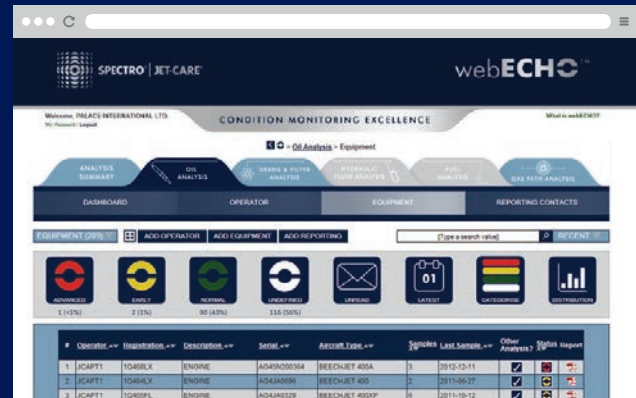 SPECTRO | JET-CARE
webECHO™
Welcome, PALACE INTERNATIONAL LTD.
My Account / Logout
CONDITION MONITORING EXCELLENCE
What is webECHO?
> Oil Analysis > Equipment
ANALYSIS SUMMARY
OIL ANALYSIS
DEBRIS & FILTER ANALYSIS
HYDRAULIC FLUID ANALYSIS
FUEL ANALYSIS
GAS PATH ANALYSIS
DASHBOARD OPERATOR EQUIPMENT REPORTING CONTACTS
EQUIPMENT (209) ADD OPERATOR ADD EQUIPMENT ADD REPORTING [Type a search value] RECENT
01
ADVANCED EARLY NORMAL UNDEFINED UNREAD LATEST CATEGORISE DISTRIBUTION
1 (<1%) 2 (1%) 90 (43%) 116 (56%)
# Operator Registration Description Serial Aircraft Type Samples Last Sample Other Analysis? Status Report
1 JCAPT1 ENGINE BEECHJET 400A 3 2012-12-11
2 JCAPT1 ENGINE BEECHJET 400 2 2011-06-27
3 JCAPT1 ENGINE BEECHJET 400XP 2011-10-12